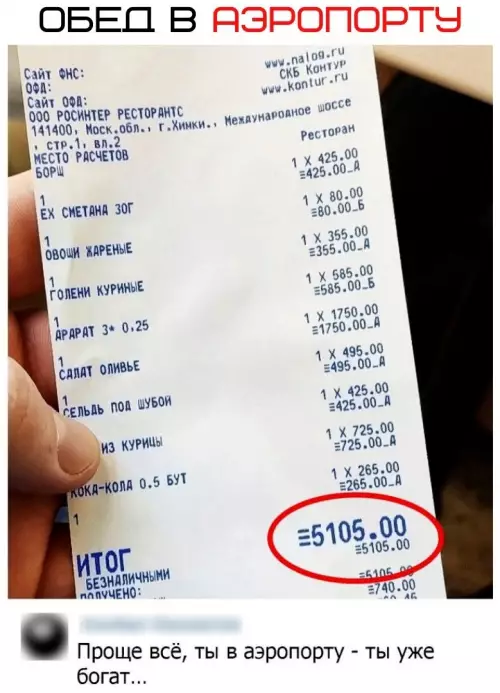 ОБЕД В АЭРОПОРТУ
Сайт ФНС: www.nalog.ru
ОФД: СКБ Контур
Сайт ОФД: www.kontur.ru
ООО РОСИНТЕР РЕСТОРАНТС
141400, Моск.обл., г.Химки., Международное шоссе
, стр.1, вл.2
МЕСТО РАСЧЕТОВ Ресторан
БОРЩ 1 X 425.00
≡425.00_А
1
EX СМЕТАНА 30Г 1 X 80.00
≡80.00_Б
1
ОВОЩИ ЖАРЕНЫЕ 1 X 355.00
≡355.00_А
1
ГОЛЕНИ КУРИНЫЕ 1 X 585.00
≡585.00_Б
1
АРАРАТ 3* 0.25 1 X 1750.00
≡1750.00_А
1
САЛАТ ОЛИВЬЕ 1 X 495.00
≡495.00_А
1
СЕЛЬДЬ ПОД ШУБОЙ 1 X 425.00
≡425.00_А
ИЗ КУРИЦЫ 1 X 725.00
≡725.00_А
КОКА-КОЛА 0.5 БУТ 1 X 265.00
≡265.00_А
1
ИТОГ ≡5105.00
БЕЗНАЛИЧНЫМИ ≡5105.00
ПОЛУЧЕНО: ≡5105.00
≡740.00
Проще всё, ты в аэропорту - ты уже
богат...